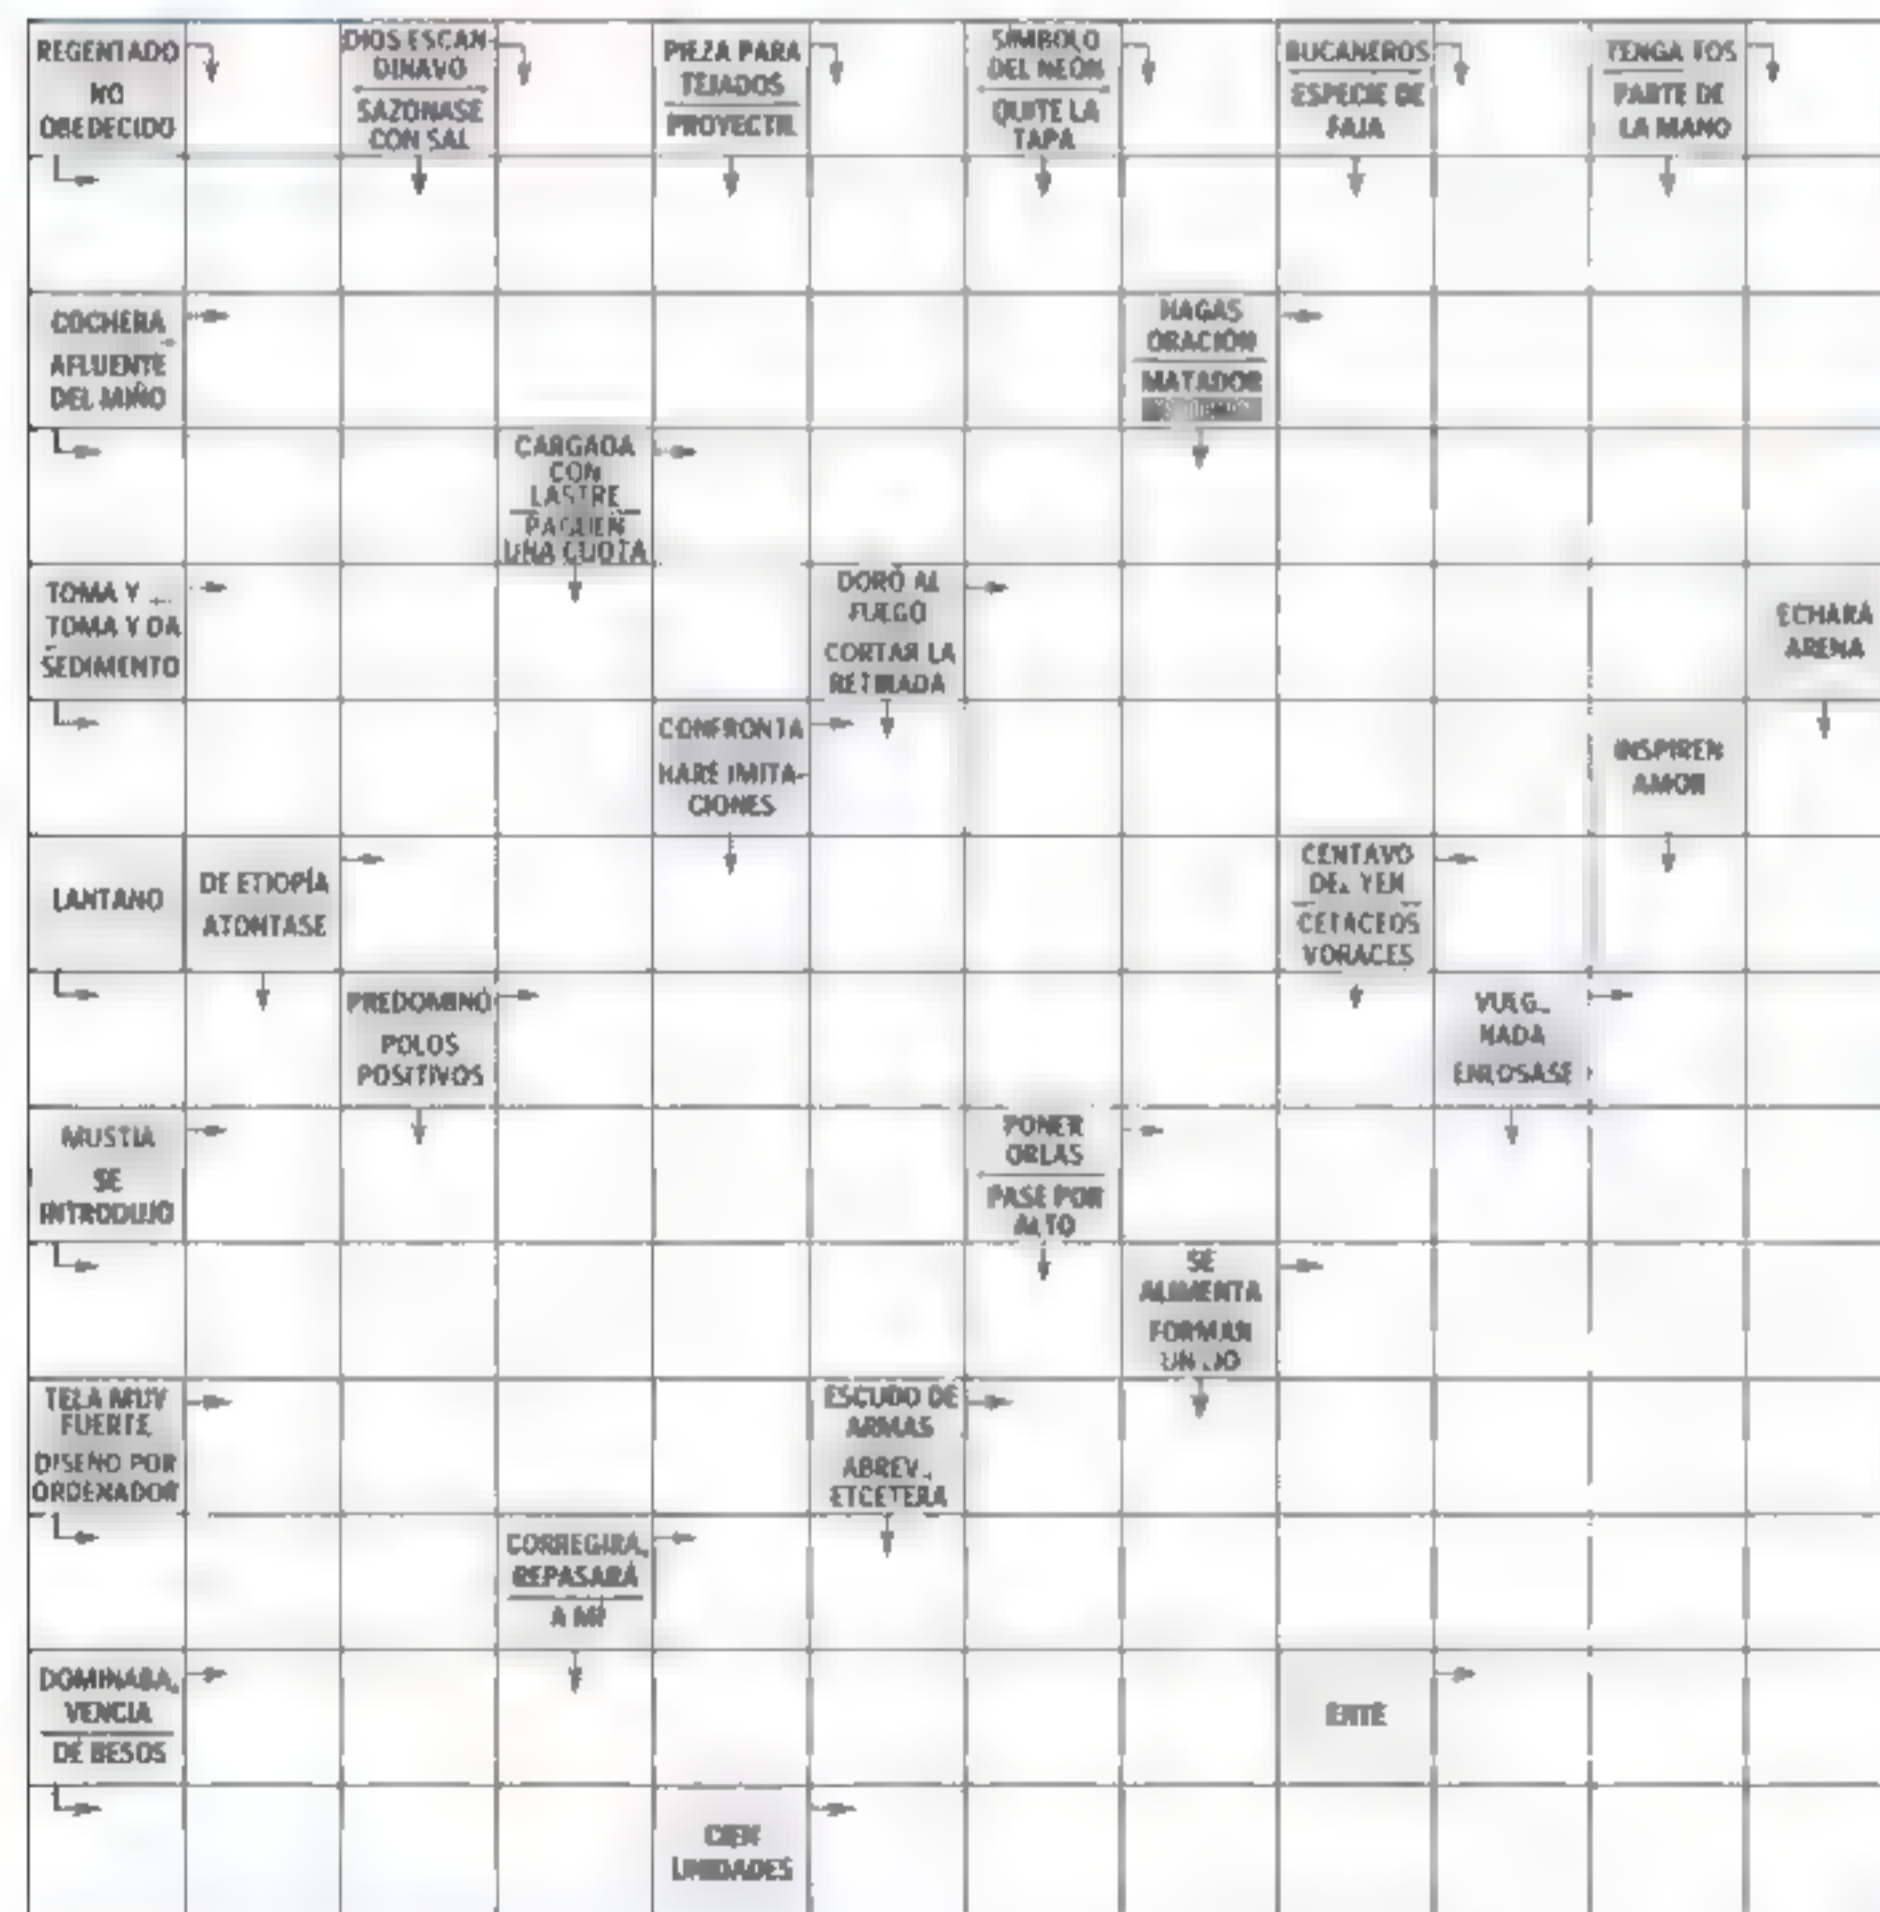 REGENTADO
NO
OBEDECIDO
DIOS ESCAN-
DINAVO
SAZONASE
CON SAL
PIEZA PARA
TEJADOS
PROYECTIL
SÍMBOLO
DEL NEÓN
QUITE LA
TAPA
BUCANEROS
ESPECIE DE
FAJA
TENGA TOS
PARTE DE
LA MANO
COCHERA
AFLUENTE
DEL MIÑO
HAGAS
ORACIÓN
MATADOR
CARGADA
CON
LASTRE
PAGUEN
UNA CUOTA
TOMA Y ...
TOMA Y DA
SEDIMENTO
DORÓ AL
FUEGO
CORTAR LA
RETIRADA
ECHARÁ
ARENA
CONFRONTA
HARÉ IMITA-
CIONES
INSPIREN
AMOR
LANTANO
DE ETIOPÍA
ATONTASE
CENTAVO
DEL YEN
CETÁCEOS
VORACES
PREDOMINÓ
POLOS
POSITIVOS
VULG.,
NADA
ENLOSASE
MUSTIA
SE
INTRODUJO
PONER
ORLAS
PASE POR
ALTO
SE
ALIMENTA
FORMAN
UN LÍO
TELA MUY
FUERTE
DISEÑO POR
ORDENADOR
ESCUDO DE
ARMAS
ABREV.,
ETCÉTERA
CORREGIRÁ,
REPASARÁ
A MÍ
DOMINABA,
VENCÍA
DE BESOS
ENTE
CIEN
UNIDADES